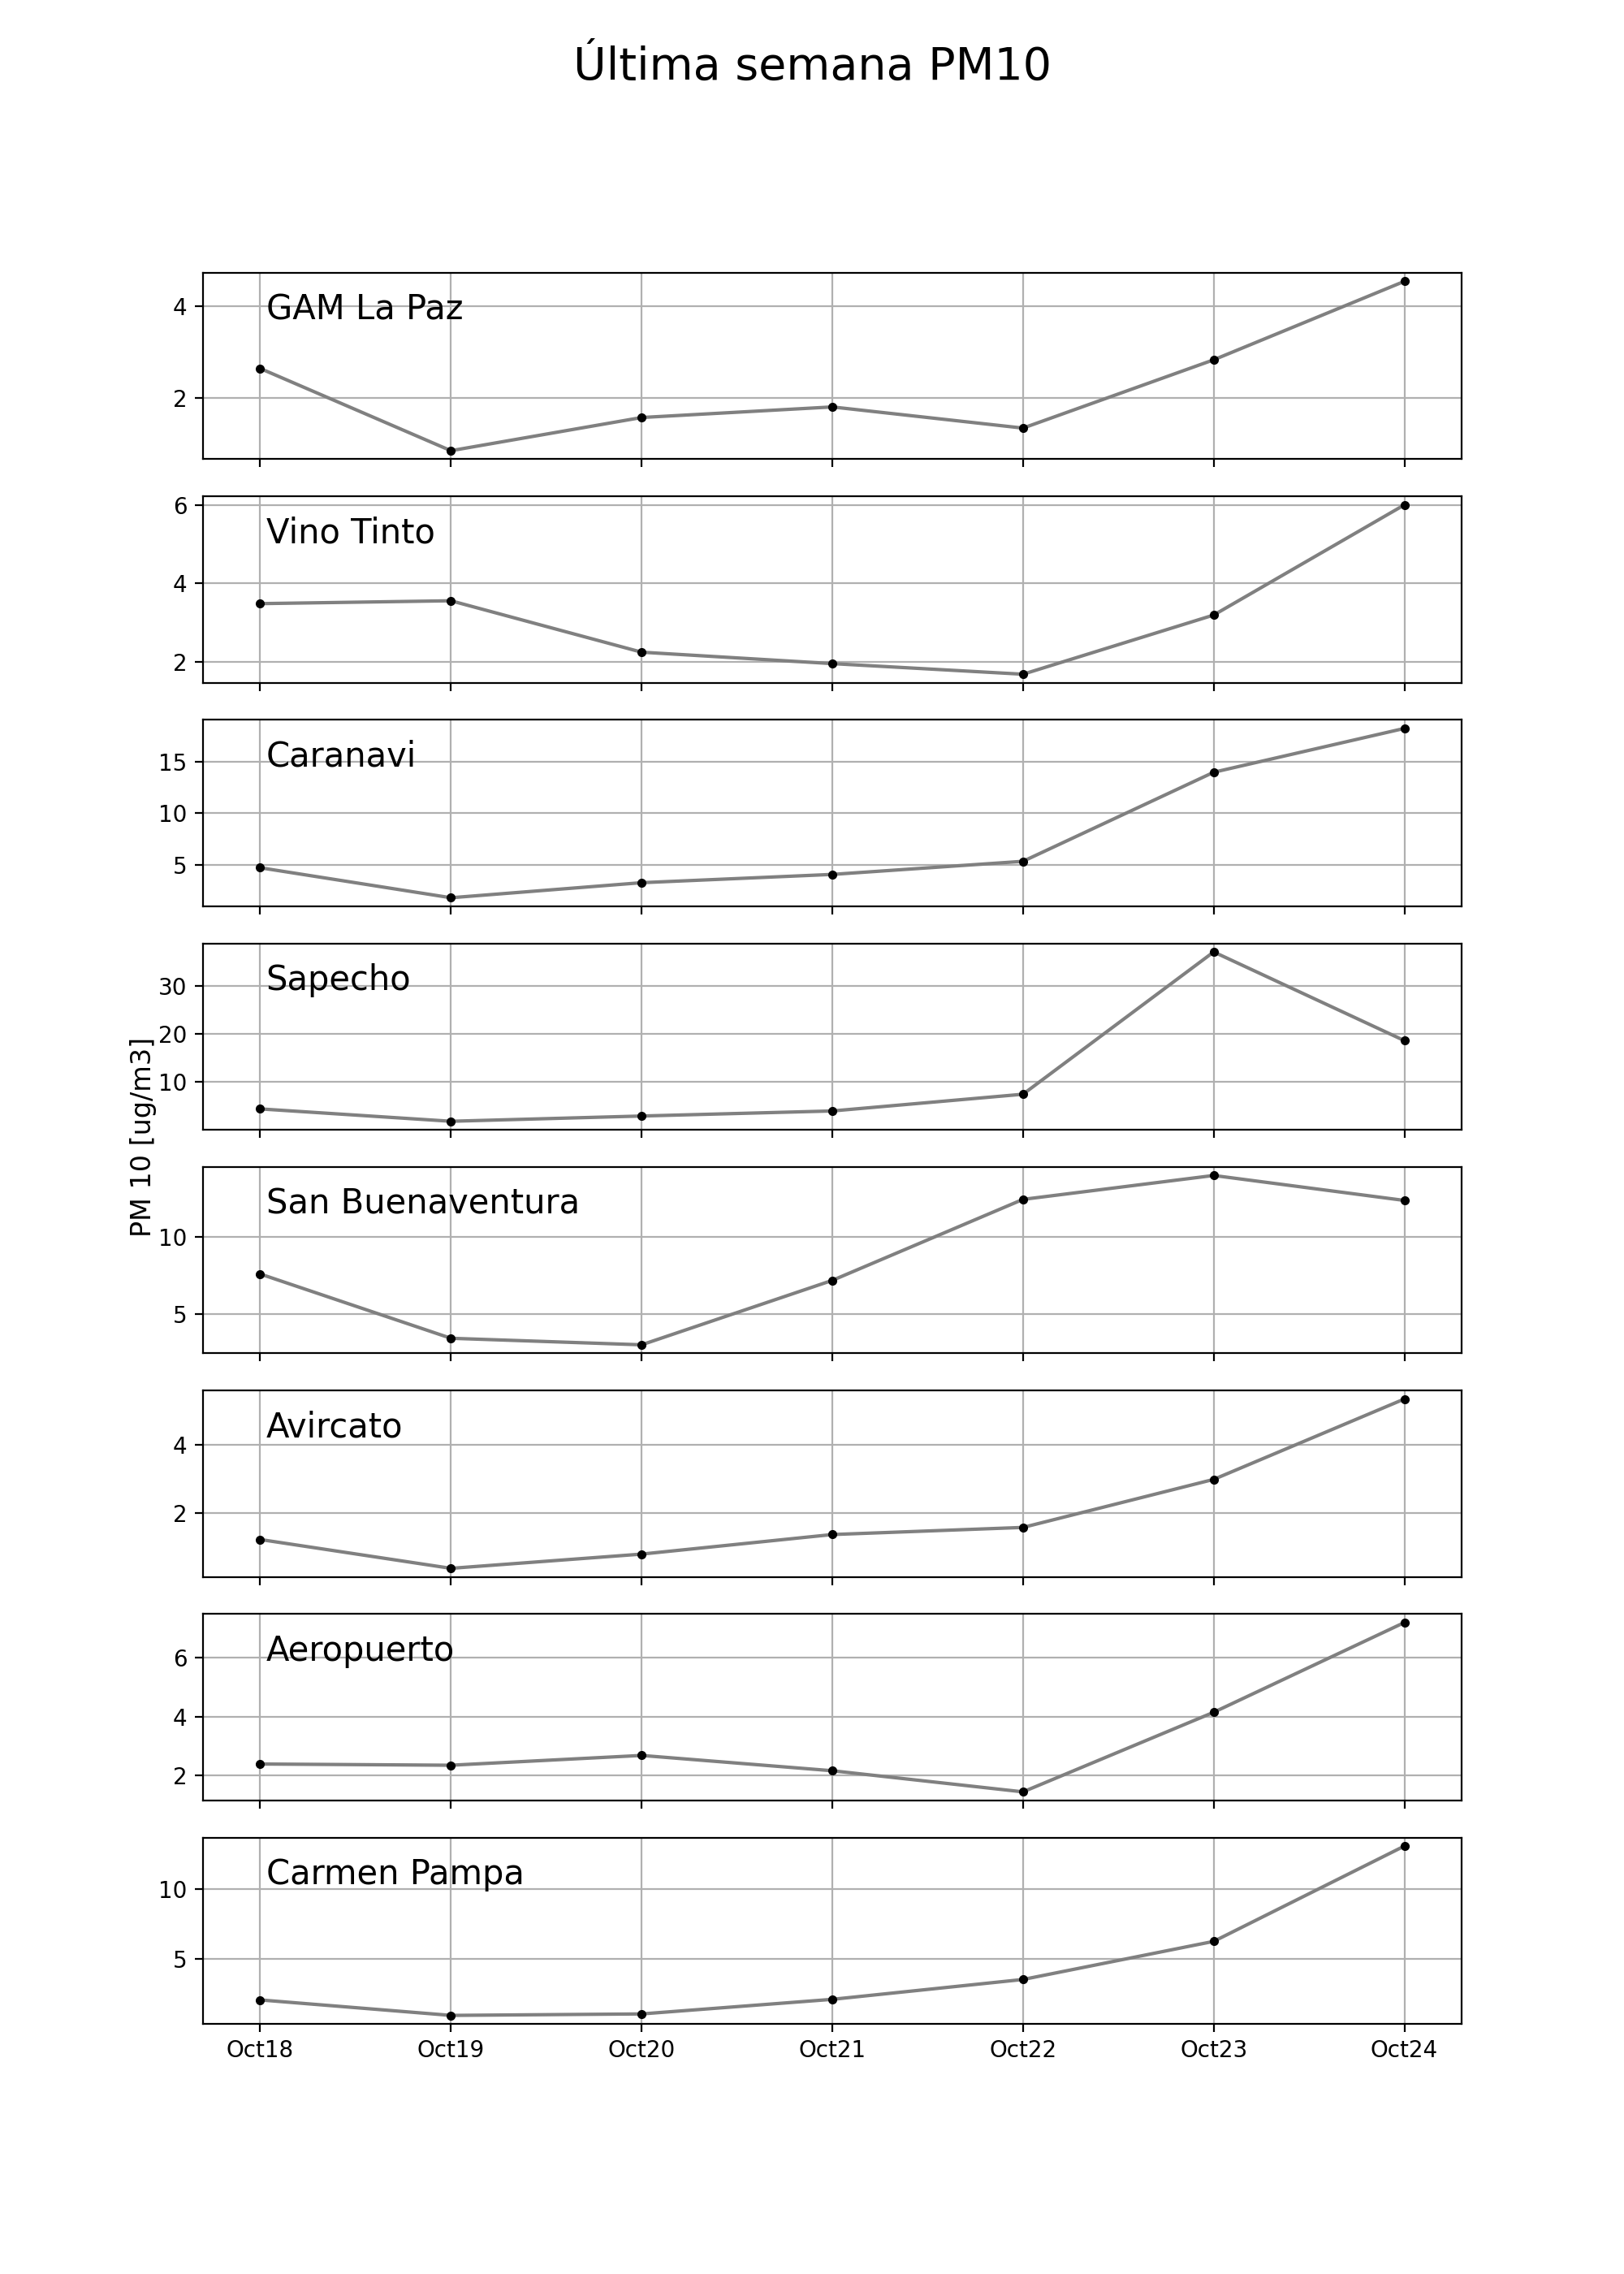 Última semana PM10
GAM La Paz
4
2
Vino Tinto
6
4
2
Caranavi
15
10
5
Sapecho
30
20
10
PM 10 [ug/m3]
San Buenaventura
10
5
Avircato
4
2
Aeropuerto
6
4
2
Carmen Pampa
10
5
Oct18 Oct19 Oct20 Oct21 Oct22 Oct23 Oct24